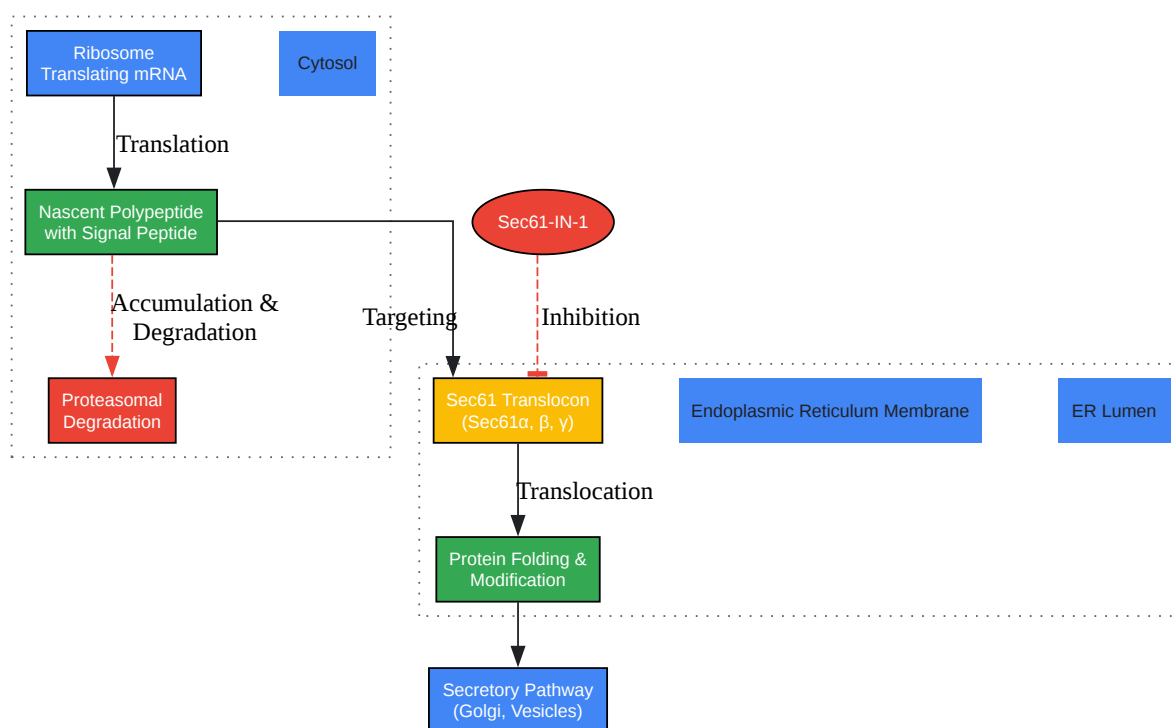 Ribosome
Translating mRNA
Cytosol
Translation
Nascent Polypeptide
with Signal Peptide
Sec61-IN-1
Accumulation &
Degradation
Targeting
Inhibition
Proteasomal
Degradation
Sec61 Translocon
(Sec61α, β, γ)
Endoplasmic Reticulum Membrane
ER Lumen
Translocation
Protein Folding &
Modification
Secretory Pathway
(Golgi, Vesicles)